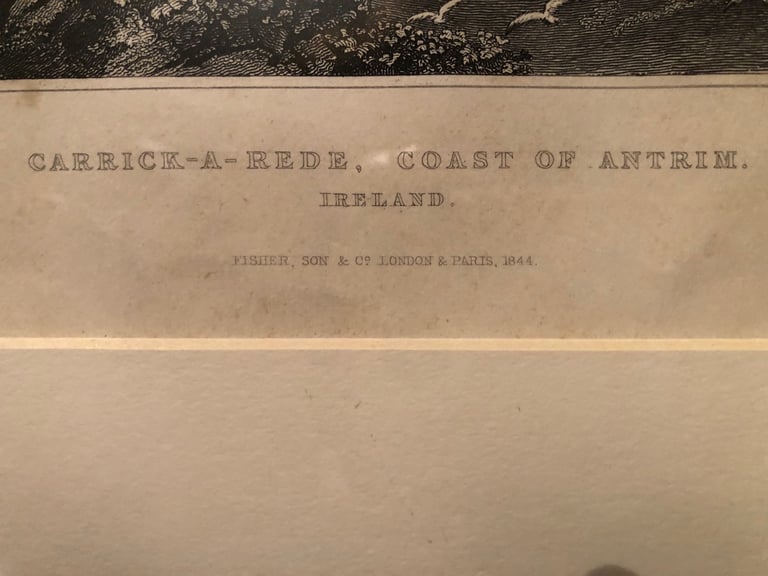 CARRICK-A-REDE, COAST OF ANTRIM.
IRELAND.
FISHER, SON & Cº LONDON & PARIS, 1844.